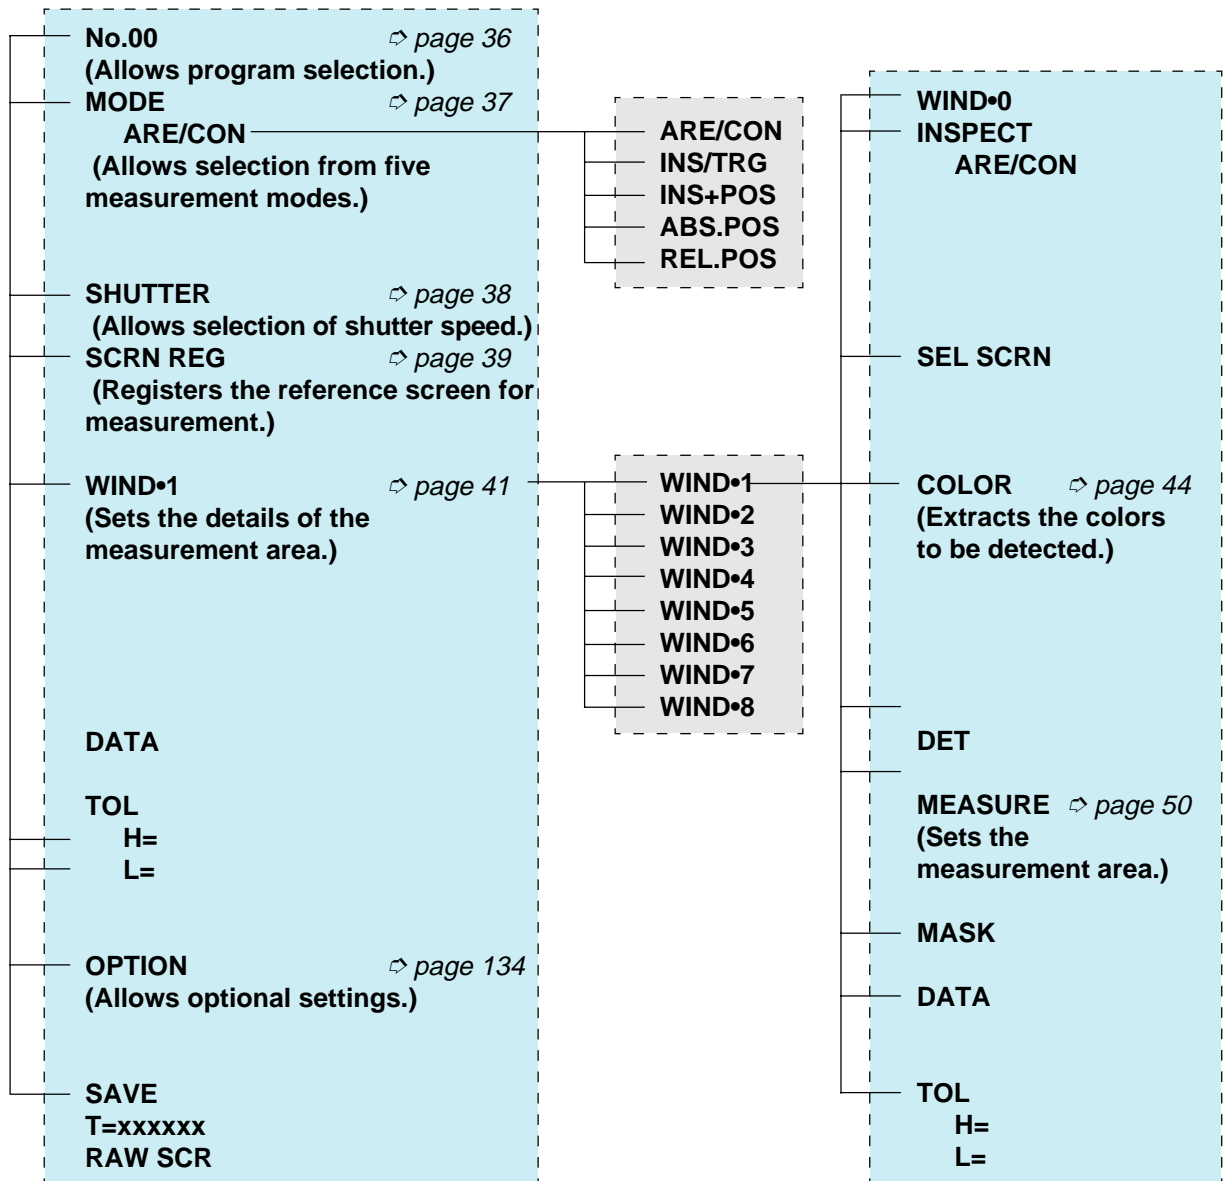 No.00 ➪ page 36
(Allows program selection.)
MODE ➪ page 37
ARE/CON
(Allows selection from five
measurement modes.)
SHUTTER ➪ page 38
(Allows selection of shutter speed.)
SCRN REG ➪ page 39
(Registers the reference screen for
measurement.)
WIND•1 ➪ page 41
(Sets the details of the
measurement area.)
DATA
TOL
H=
L=
OPTION ➪ page 134
(Allows optional settings.)
SAVE
T=xxxxxx
RAW SCR
ARE/CON
INS/TRG
INS+POS
ABS.POS
REL.POS
WIND•1
WIND•2
WIND•3
WIND•4
WIND•5
WIND•6
WIND•7
WIND•8
WIND•0
INSPECT
ARE/CON
SEL SCRN
COLOR ➪ page 44
(Extracts the colors
to be detected.)
DET
MEASURE ➪ page 50
(Sets the
measurement area.)
MASK
DATA
TOL
H=
L=